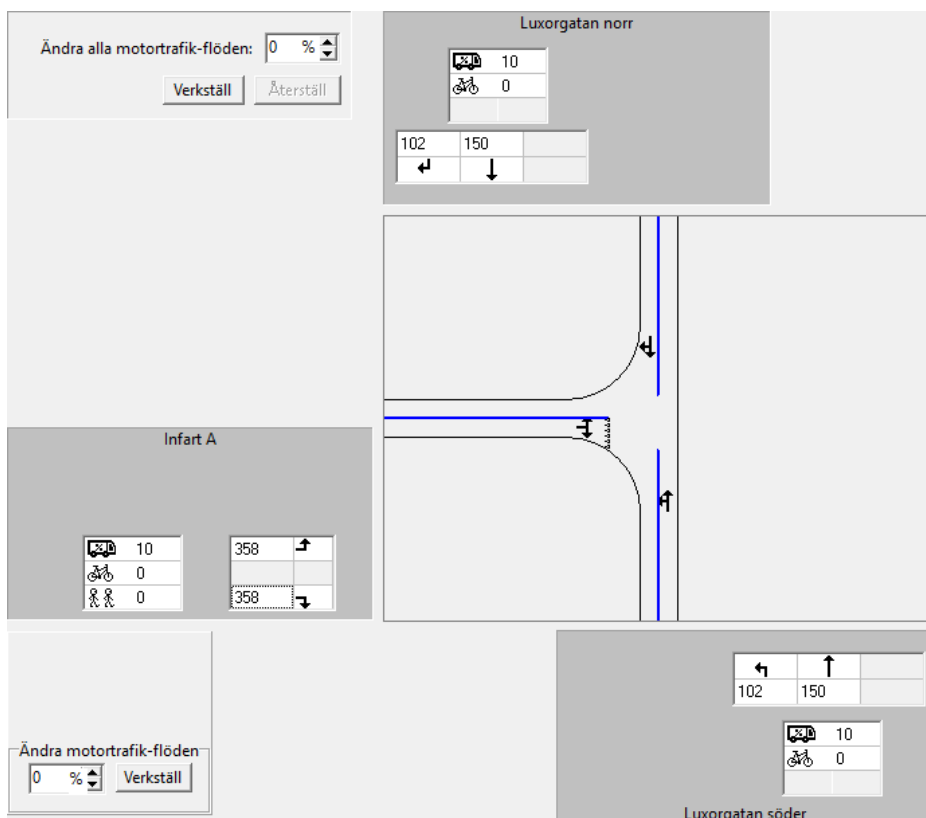 Luxorgatan norr
Ändra alla motortrafik-flöden: 0 %
Verkställ Återställ
10
0
102 150
Infart A
10
0
0
358
358
102 150
10
0
Ändra motortrafik-flöden
0 % Verkställ
Luxorgatan söder